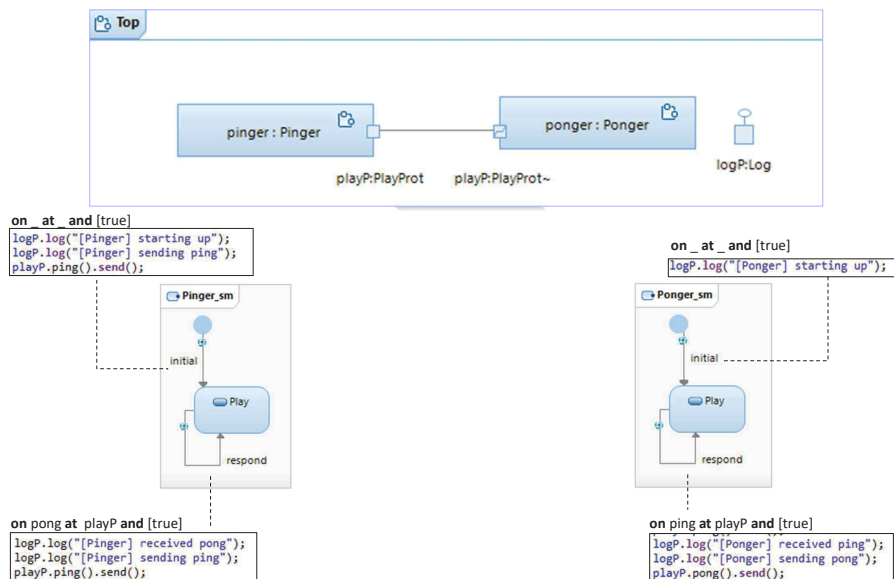 Top
pinger : Pinger
ponger : Ponger
playP:PlayProt
playP:PlayProt~
logP:Log
on _ at _ and [true]
logP.log("[Pinger] starting up");
logP.log("[Pinger] sending ping");
playP.ping().send();
on _ at _ and [true]
logP.log("[Ponger] starting up");
Pinger_sm
initial
Play
respond
Ponger_sm
initial
Play
respond
on pong at playP and [true]
logP.log("[Pinger] received pong");
logP.log("[Pinger] sending ping");
playP.ping().send();
on ping at playP and [true]
logP.log("[Ponger] received ping");
logP.log("[Ponger] sending pong");
playP.pong().send();